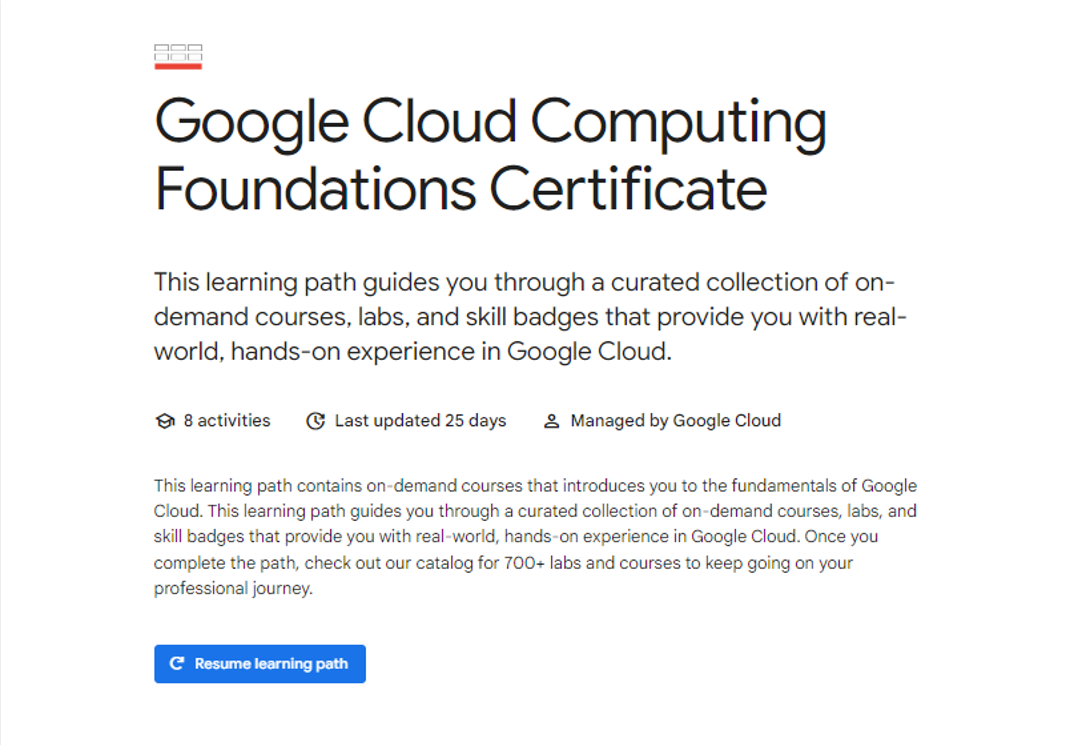 Google Cloud Computing
Foundations Certificate
This learning path guides you through a curated collection of on-
demand courses, labs, and skill badges that provide you with real-
world, hands-on experience in Google Cloud.
8 activities Last updated 25 days Managed by Google Cloud
This learning path contains on-demand courses that introduces you to the fundamentals of Google
Cloud. This learning path guides you through a curated collection of on-demand courses, labs, and
skill badges that provide you with real-world, hands-on experience in Google Cloud. Once you
complete the path, check out our catalog for 700+ labs and courses to keep going on your
professional journey.
Resume learning path